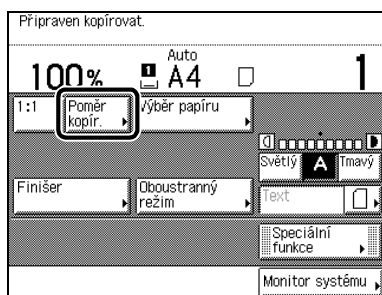 Připraven kopírovat.
100% 1 Auto A4 1
1:1 Poměr kopír. Výběr papíru
Světlý A Tmavý
Finišer Oboustranný režim Text
Speciální funkce
Monitor systému